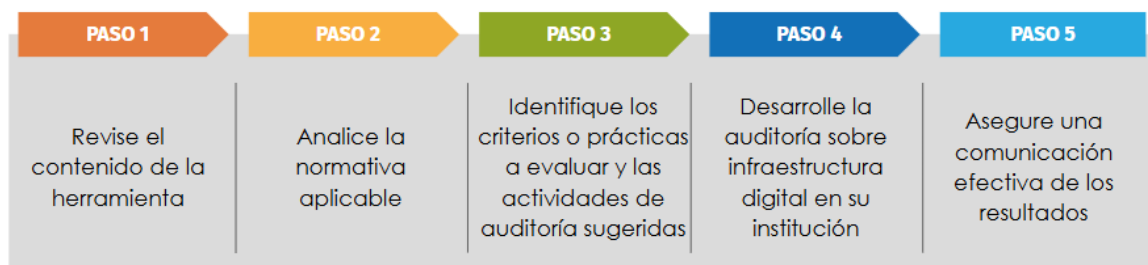 PASO 1
PASO 2
PASO 3
PASO 4
PASO 5
Revise el
contenido de la
herramienta
Analice la
normativa
aplicable
Identifique los
criterios o prácticas
a evaluar y las
actividades de
auditoría sugeridas
Desarrolle la
auditoría sobre
infraestructura
digital en su
institución
Asegure una
comunicación
efectiva de los
resultados